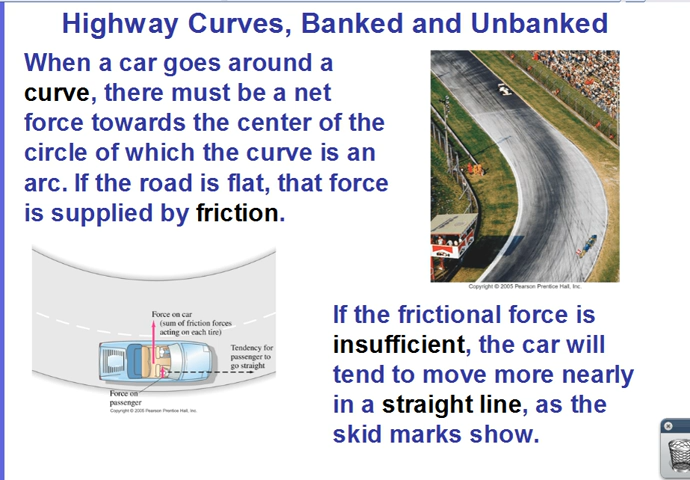 Highway Curves, Banked and Unbanked
When a car goes around a
curve, there must be a net
force towards the center of the
circle of which the curve is an
arc. If the road is flat, that force
is supplied by friction.
Copyright © 2005 Pearson Prentice Hall, Inc.
Force on car
(sum of friction forces
acting on each tire)
Tendency for
passenger to
go straight
Force on
passenger
Copyright © 2005 Pearson Prentice Hall, Inc.
If the frictional force is
insufficient, the car will
tend to move more nearly
in a straight line, as the
skid marks show.